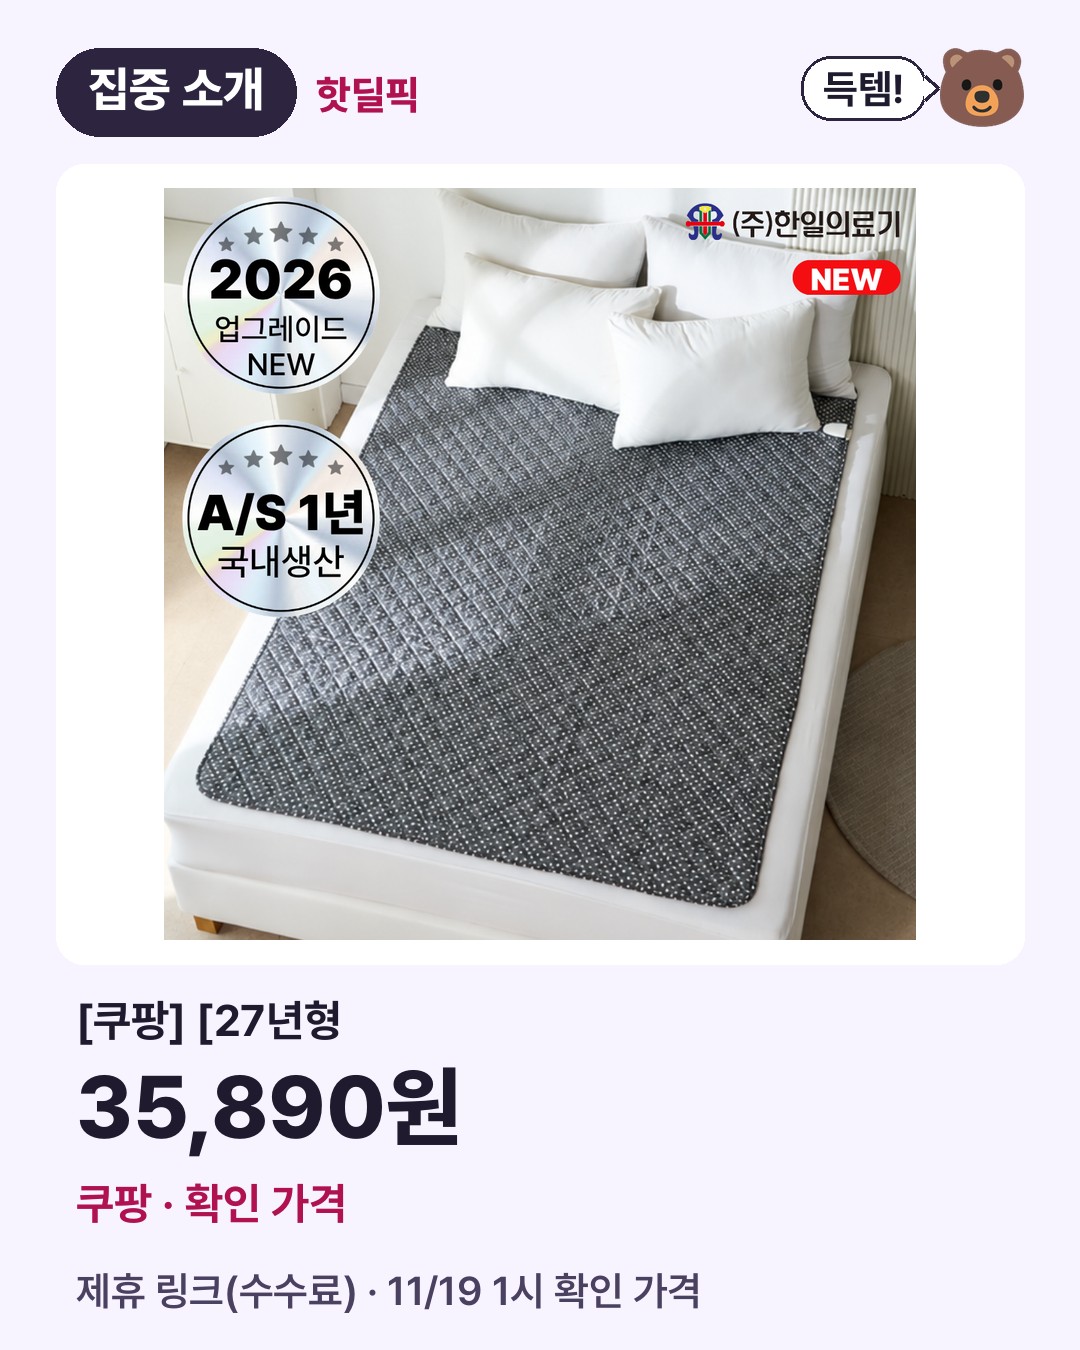 집중 소개
핫딜픽
득템!
2026
업그레이드
NEW
A/S 1년
국내생산
(주)한일의료기
NEW
[쿠팡] [27년형
35,890원
쿠팡 · 확인 가격
제휴 링크(수수료) · 11/19 1시 확인 가격